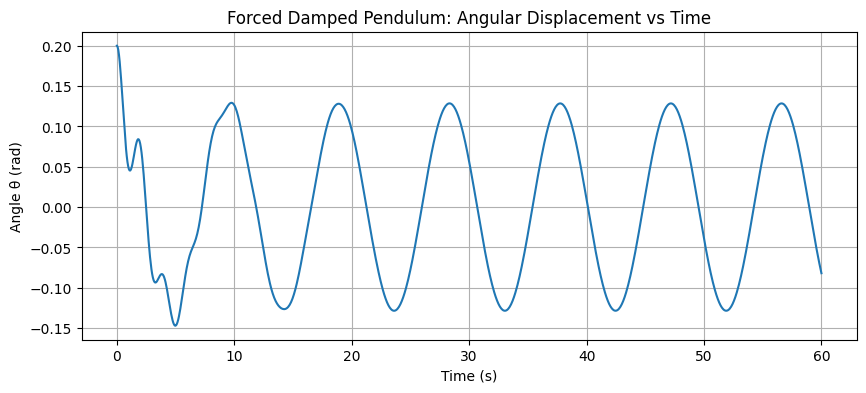 Forced Damped Pendulum: Angular Displacement vs Time
Angle θ (rad)
0.20
0.15
0.10
0.05
0.00
−0.05
−0.10
−0.15
0 10 20 30 40 50 60
Time (s)